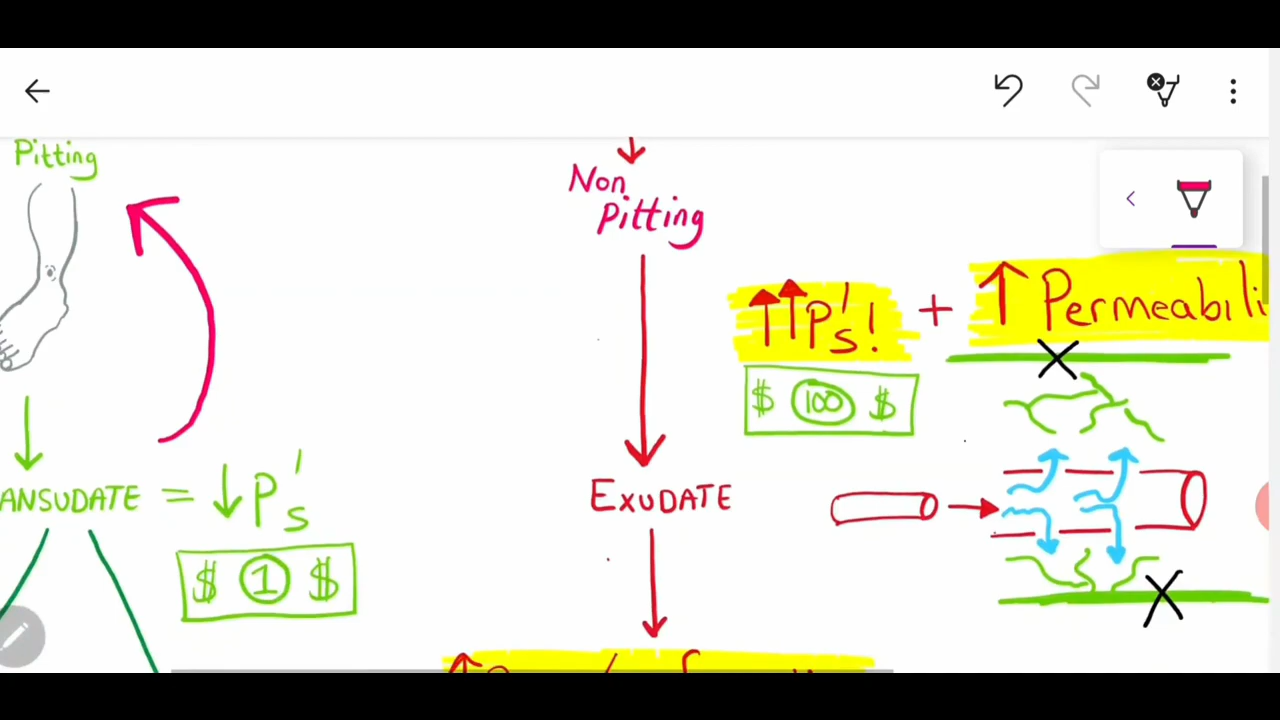 Pitting
Non
Pitting
↑↑ P's! + ↑ Permeabili
$ 100 $
ANSUDATE = ↓ P's
$ 1 $
EXUDATE